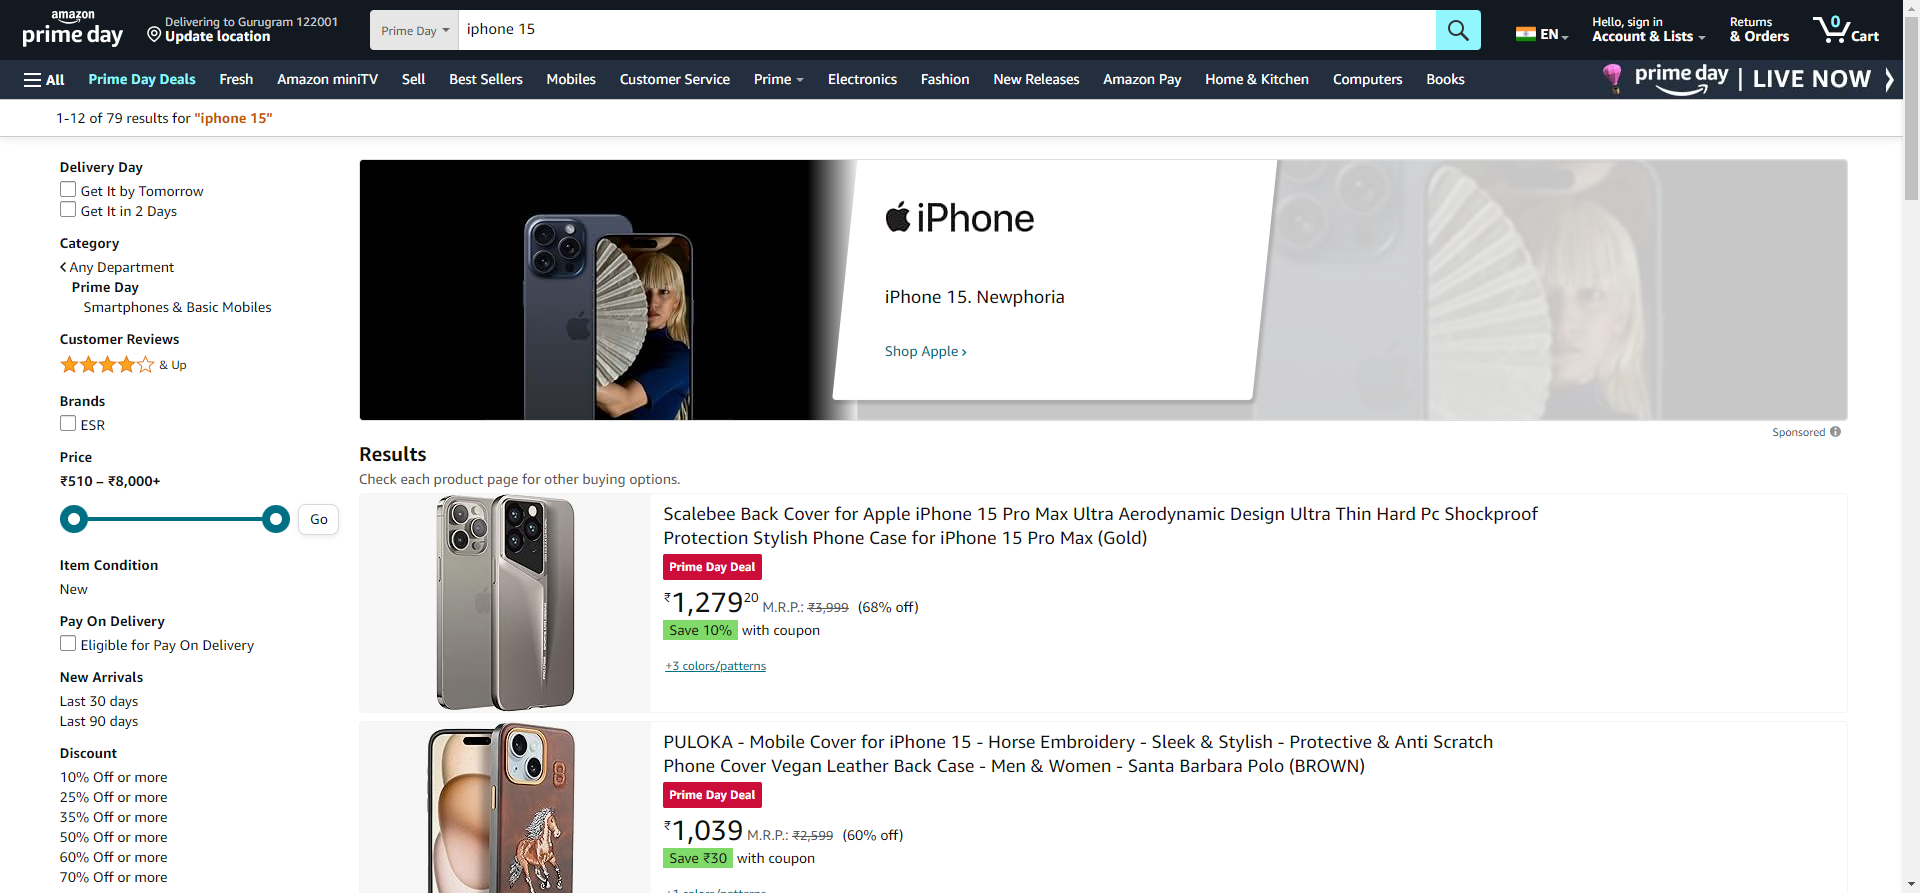 amazon
prime day
Delivering to Gurugram 122001
Update location
Prime Day
iphone 15
EN
Hello, sign in
Account & Lists
Returns
& Orders
0
Cart
All
Prime Day Deals
Fresh
Amazon miniTV
Sell
Best Sellers
Mobiles
Customer Service
Prime
Electronics
Fashion
New Releases
Amazon Pay
Home & Kitchen
Computers
Books
prime day | LIVE NOW
1-12 of 79 results for "iphone 15"
Delivery Day
Get It by Tomorrow
Get It in 2 Days
Category
Any Department
Prime Day
Smartphones & Basic Mobiles
Customer Reviews
& Up
Brands
ESR
Price
₹510 – ₹8,000+
Go
Item Condition
New
Pay On Delivery
Eligible for Pay On Delivery
New Arrivals
Last 30 days
Last 90 days
Discount
10% Off or more
25% Off or more
35% Off or more
50% Off or more
60% Off or more
70% Off or more
iPhone
iPhone 15. Newphoria
Shop Apple ›
Sponsored
Results
Check each product page for other buying options.
Scalebee Back Cover for Apple iPhone 15 Pro Max Ultra Aerodynamic Design Ultra Thin Hard Pc Shockproof
Protection Stylish Phone Case for iPhone 15 Pro Max (Gold)
Prime Day Deal
₹1,27920 M.R.P.: ₹3,999 (68% off)
Save 10% with coupon
+3 colors/patterns
PULOKA - Mobile Cover for iPhone 15 - Horse Embroidery - Sleek & Stylish - Protective & Anti Scratch
Phone Cover Vegan Leather Back Case - Men & Women - Santa Barbara Polo (BROWN)
Prime Day Deal
₹1,039 M.R.P.: ₹2,599 (60% off)
Save ₹30 with coupon